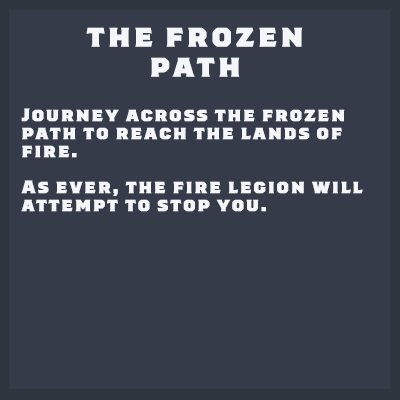 THE FROZEN
PATH
JOURNEY ACROSS THE FROZEN
PATH TO REACH THE LANDS OF
FIRE.
AS EVER, THE FIRE LEGION WILL
ATTEMPT TO STOP YOU.